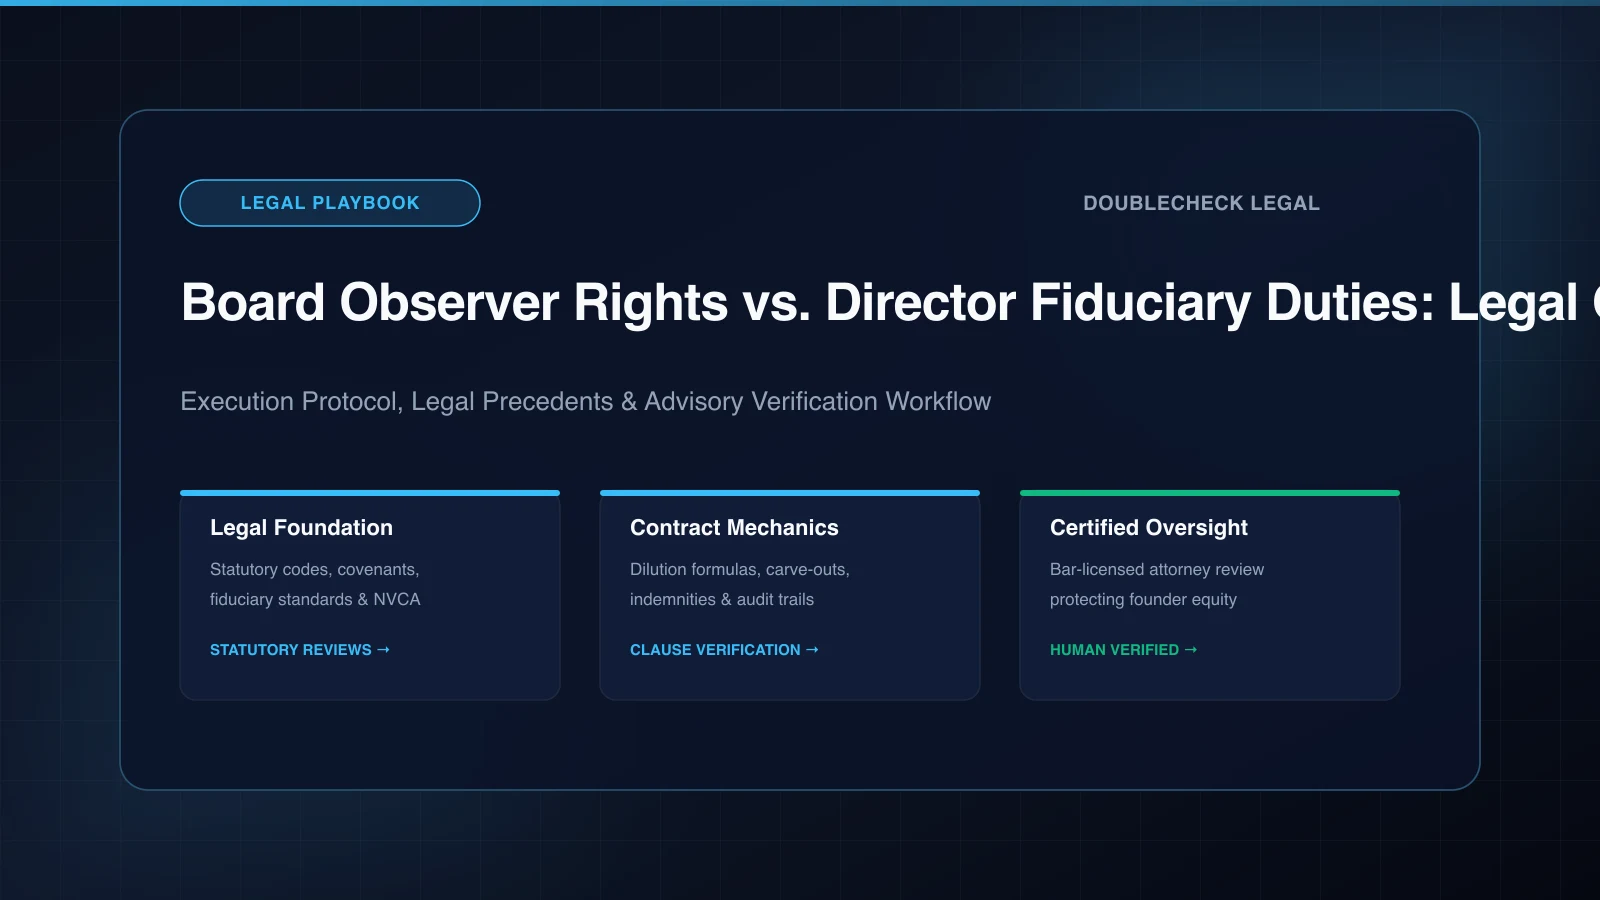 LEGAL PLAYBOOK
DOUBLECHECK LEGAL
Board Observer Rights vs. Director Fiduciary Duties: Legal
Execution Protocol, Legal Precedents & Advisory Verification Workflow
Legal Foundation
Statutory codes, covenants,
fiduciary standards & NVCA
STATUTORY REVIEWS →
Contract Mechanics
Dilution formulas, carve-outs,
indemnities & audit trails
CLAUSE VERIFICATION →
Certified Oversight
Bar-licensed attorney review
protecting founder equity
HUMAN VERIFIED →